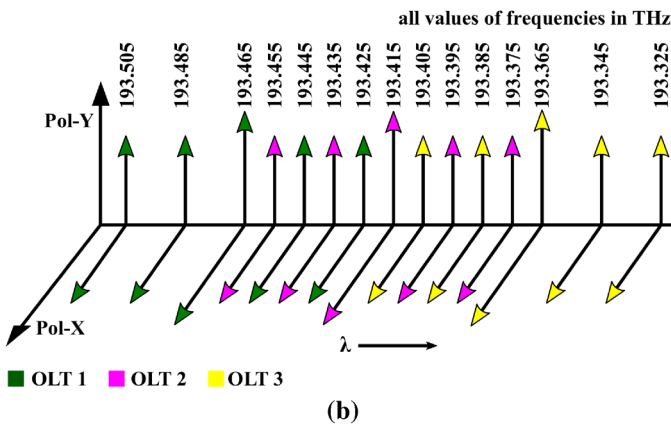 all values of frequencies in THz
193.505
193.485
193.465
193.455
193.445
193.435
193.425
193.415
193.405
193.395
193.385
193.375
193.365
193.345
193.325
Pol-Y
Pol-X
λ
OLT 1 OLT 2 OLT 3
(b)